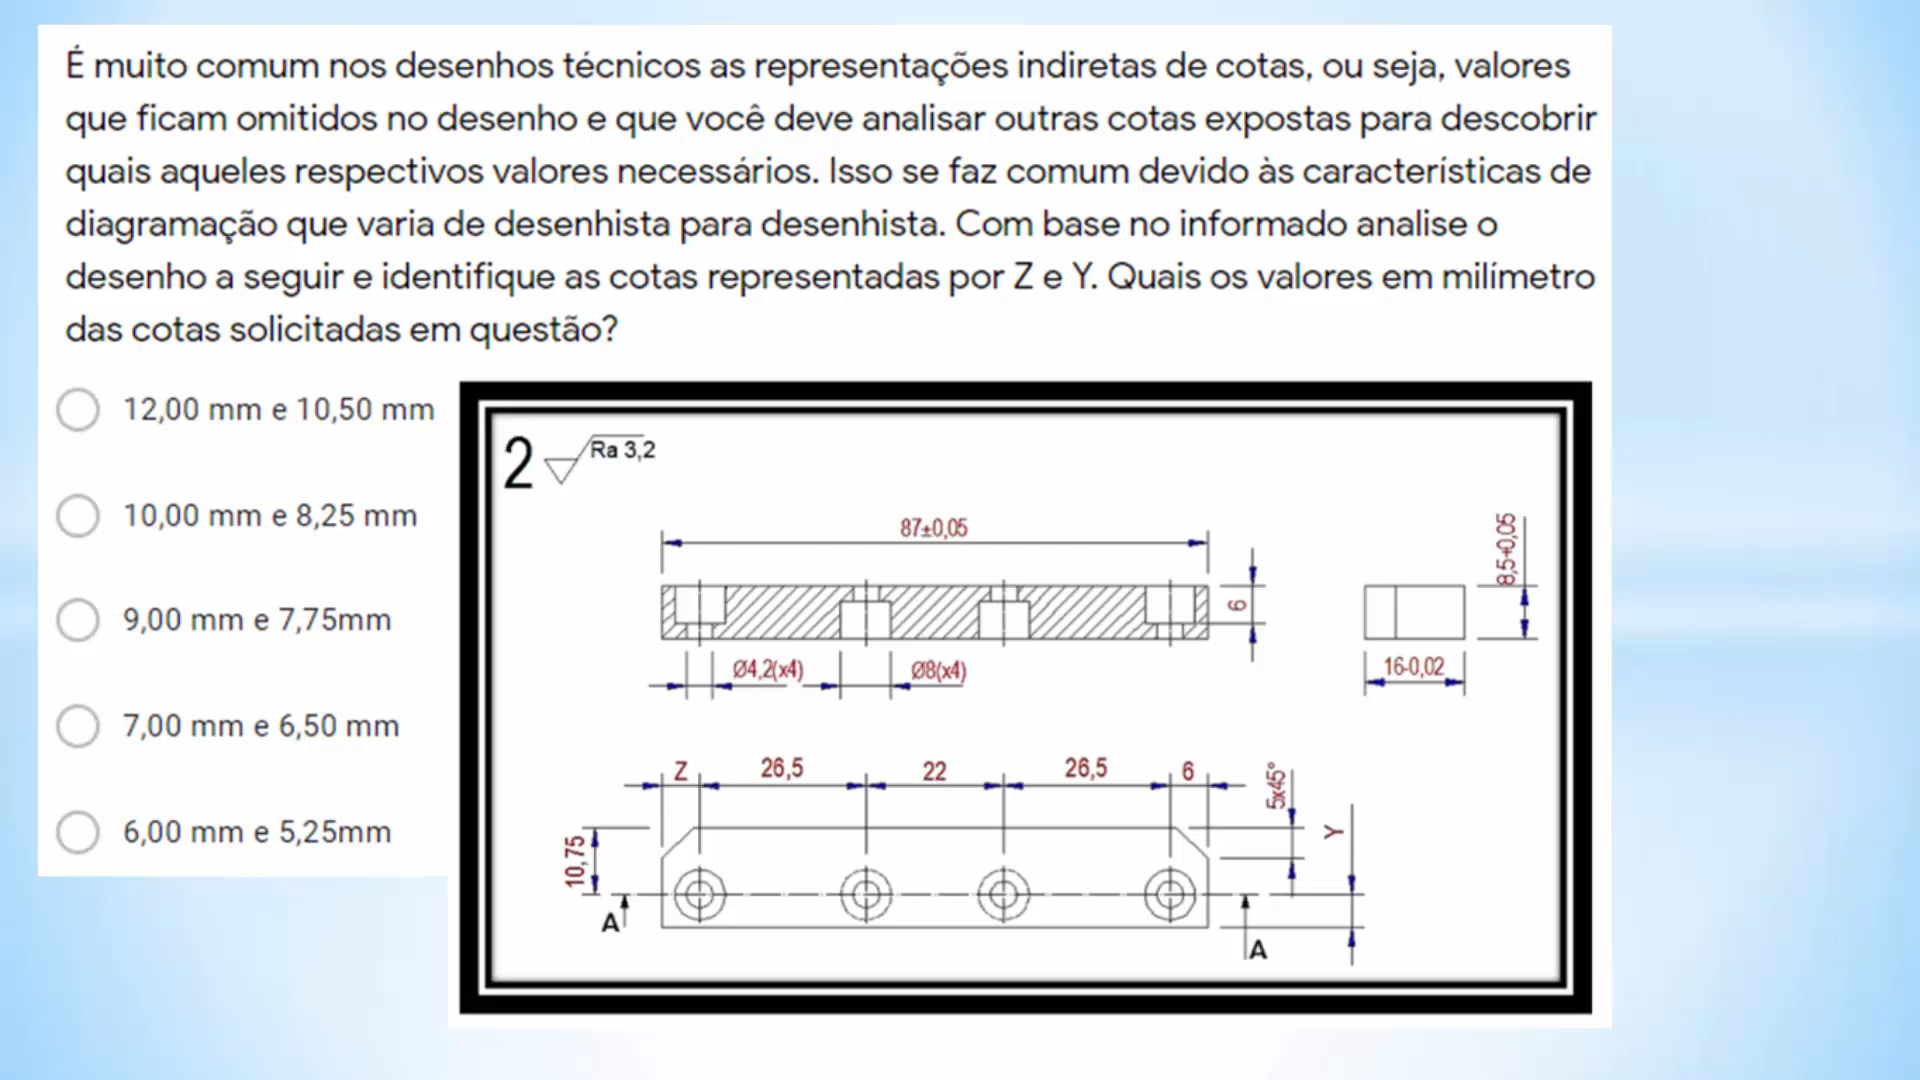 É muito comum nos desenhos técnicos as representações indiretas de cotas, ou seja, valores
que ficam omitidos no desenho e que você deve analisar outras cotas expostas para descobrir
quais aqueles respectivos valores necessários. Isso se faz comum devido às características de
diagramação que varia de desenhista para desenhista. Com base no informado analise o
desenho a seguir e identifique as cotas representadas por Z e Y. Quais os valores em milímetro
das cotas solicitadas em questão?
12,00 mm e 10,50 mm
10,00 mm e 8,25 mm
9,00 mm e 7,75mm
7,00 mm e 6,50 mm
6,00 mm e 5,25mm
2
Ra 3,2
87±0,05
6
8,5+0,05
Ø4,2(x4)
Ø8(x4)
16-0,02
Z
26,5
22
26,5
6
5x45°
Y
10,75
A
A